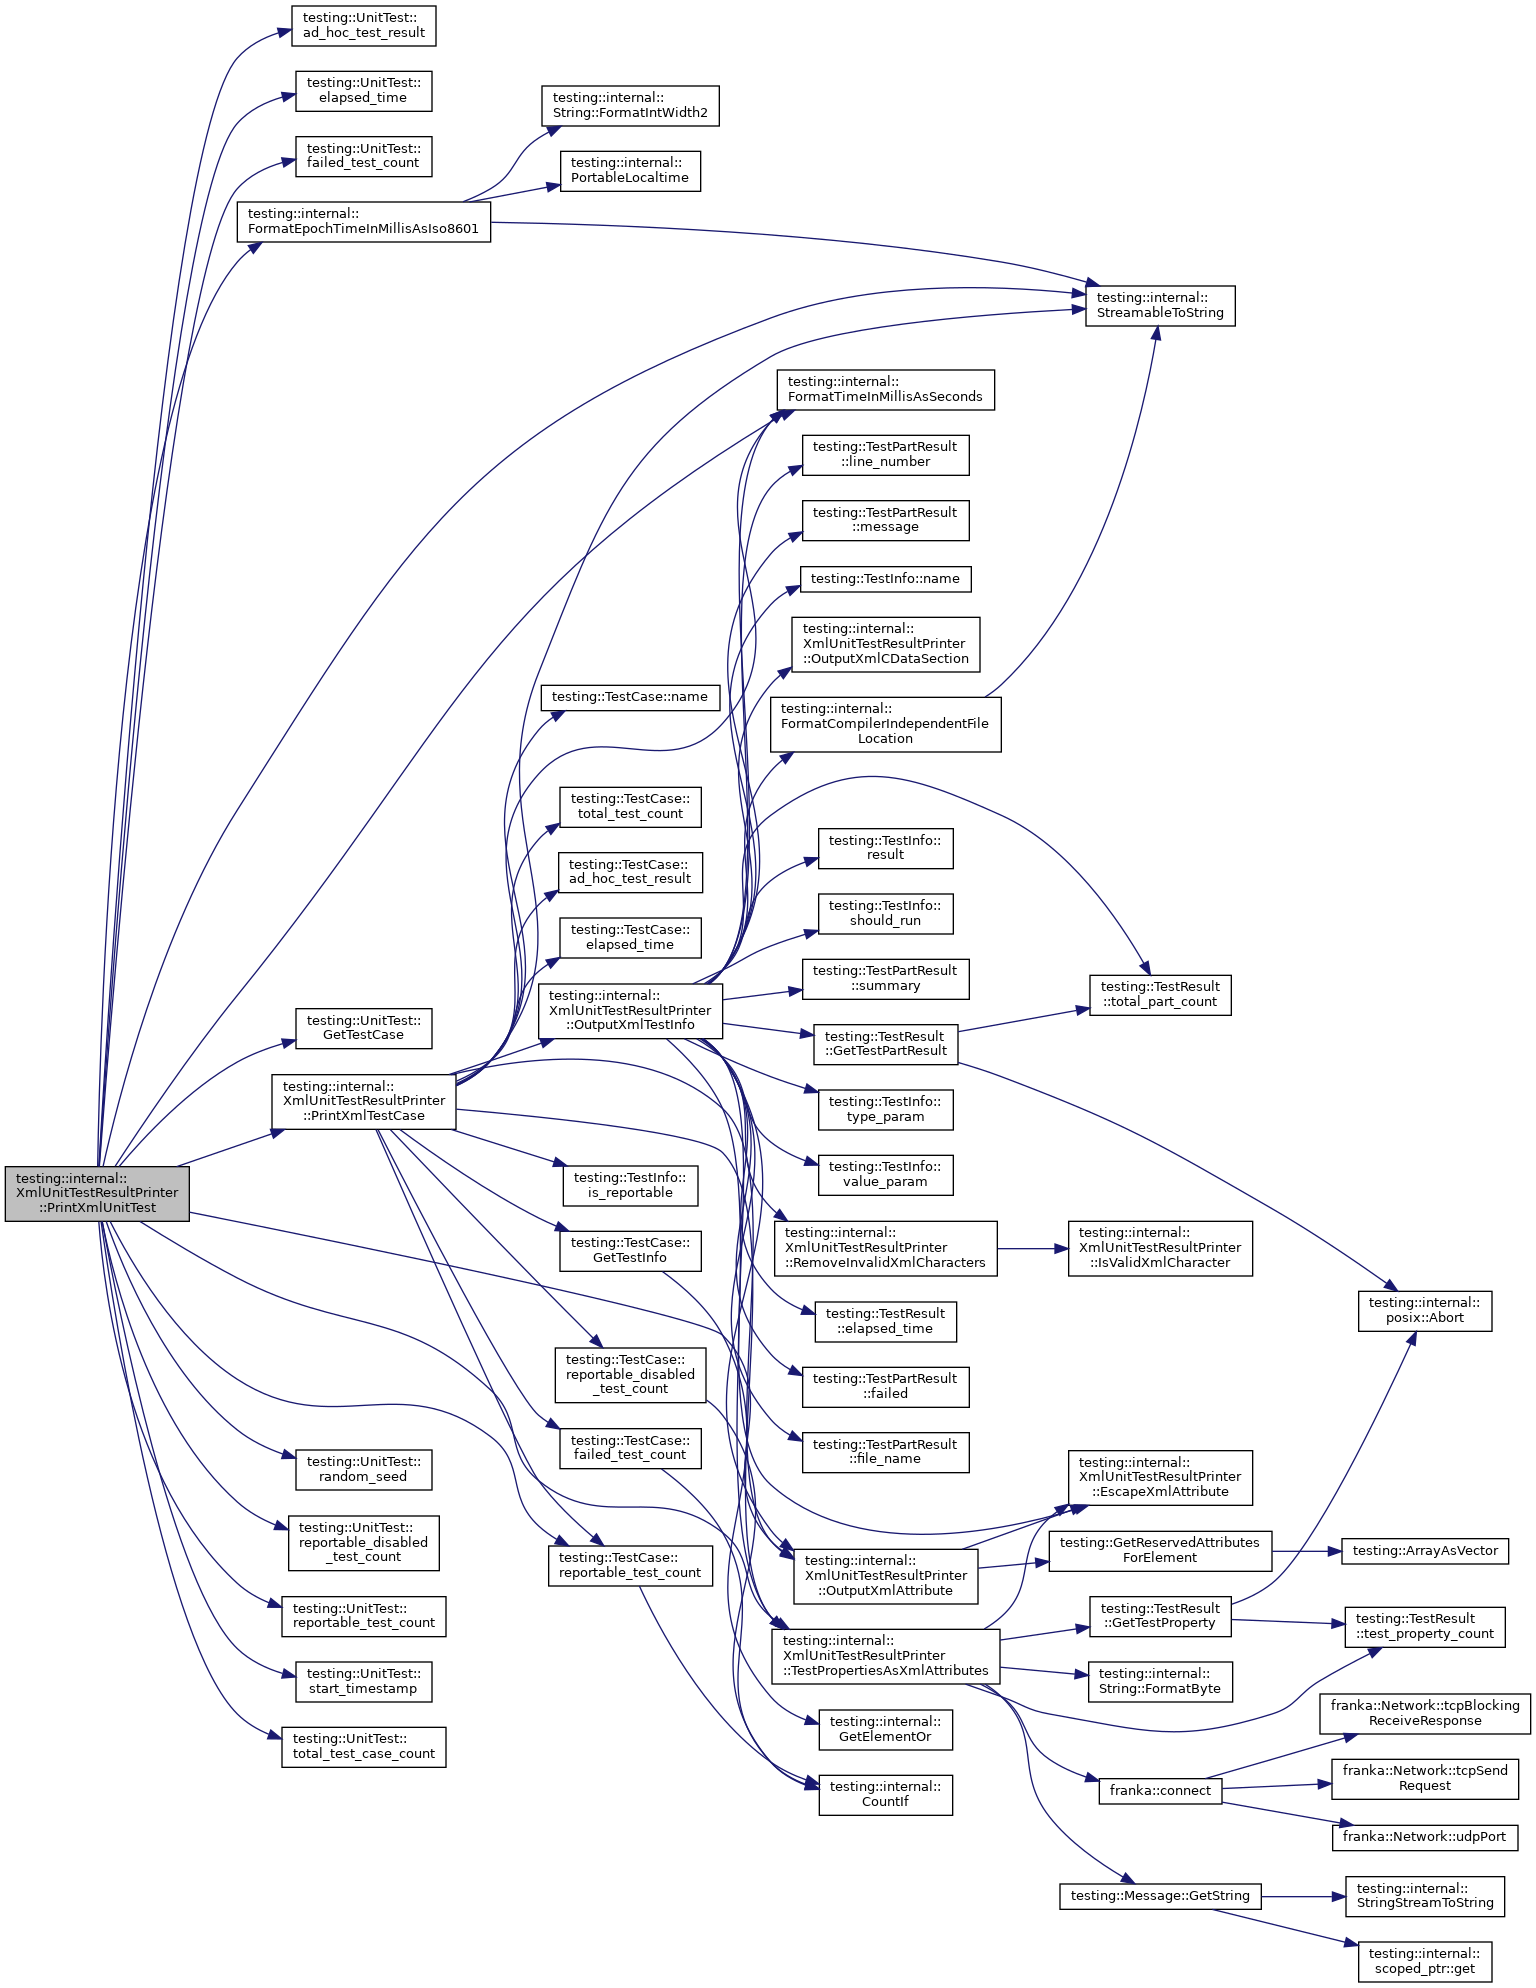 testing::UnitTest::
ad_hoc_test_result
testing::UnitTest::
elapsed_time
testing::UnitTest::
failed_test_count
testing::internal::
FormatEpochTimeInMillisAsIso8601
testing::internal::
String::FormatIntWidth2
testing::internal::
PortableLocaltime
testing::internal::
StreamableToString
testing::internal::
FormatTimeInMillisAsSeconds
testing::TestPartResult
::line_number
testing::TestPartResult
::message
testing::TestInfo::name
testing::internal::
XmlUnitTestResultPrinter
::OutputXmlCDataSection
testing::TestCase::name
testing::internal::
FormatCompilerIndependentFile
Location
testing::TestCase::
total_test_count
testing::TestInfo::
result
testing::TestCase::
ad_hoc_test_result
testing::TestInfo::
should_run
testing::TestCase::
elapsed_time
testing::TestPartResult
::summary
testing::TestResult
::total_part_count
testing::internal::
XmlUnitTestResultPrinter
::OutputXmlTestInfo
testing::UnitTest::
GetTestCase
testing::TestResult
::GetTestPartResult
testing::internal::
XmlUnitTestResultPrinter
::PrintXmlTestCase
testing::TestInfo::
type_param
testing::TestInfo::
value_param
testing::internal::
XmlUnitTestResultPrinter
::PrintXmlUnitTest
testing::TestInfo::
is_reportable
testing::TestCase::
GetTestInfo
testing::internal::
XmlUnitTestResultPrinter
::RemoveInvalidXmlCharacters
testing::internal::
XmlUnitTestResultPrinter
::IsValidXmlCharacter
testing::internal::
posix::Abort
testing::TestResult
::elapsed_time
testing::TestCase::
reportable_disabled
_test_count
testing::TestPartResult
::failed
testing::TestCase::
failed_test_count
testing::TestPartResult
::file_name
testing::UnitTest::
random_seed
testing::internal::
XmlUnitTestResultPrinter
::EscapeXmlAttribute
testing::UnitTest::
reportable_disabled
_test_count
testing::TestCase::
reportable_test_count
testing::internal::
XmlUnitTestResultPrinter
::OutputXmlAttribute
testing::GetReservedAttributes
ForElement
testing::ArrayAsVector
testing::UnitTest::
reportable_test_count
testing::TestResult
::GetTestProperty
testing::TestResult
::test_property_count
testing::internal::
XmlUnitTestResultPrinter
::TestPropertiesAsXmlAttributes
testing::UnitTest::
start_timestamp
testing::internal::
String::FormatByte
franka::Network::tcpBlocking
ReceiveResponse
testing::UnitTest::
total_test_case_count
testing::internal::
GetElementOr
franka::Network::tcpSend
Request
testing::internal::
CountIf
franka::connect
franka::Network::udpPort
testing::Message::GetString
testing::internal::
StringStreamToString
testing::internal::
scoped_ptr::get